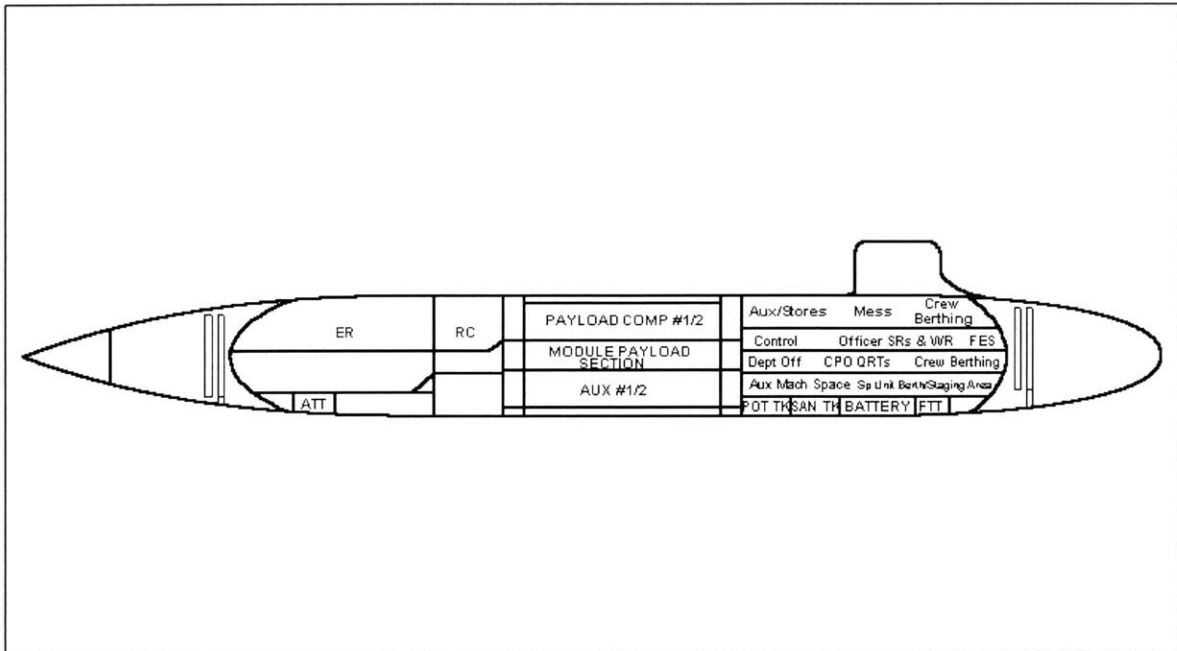 ER
RC
PAYLOAD COMP #1/2
MODULE PAYLOAD
SECTION
AUX #1/2
ATT
Aux/Stores Mess Crew
Berthing
Control Officer SRs & WR FES
Dept Off CPO QRTs Crew Berthing
Aux Mach Space Sp Unit Berth/Staging Area
POT TK SAN TK BATTERY FTT